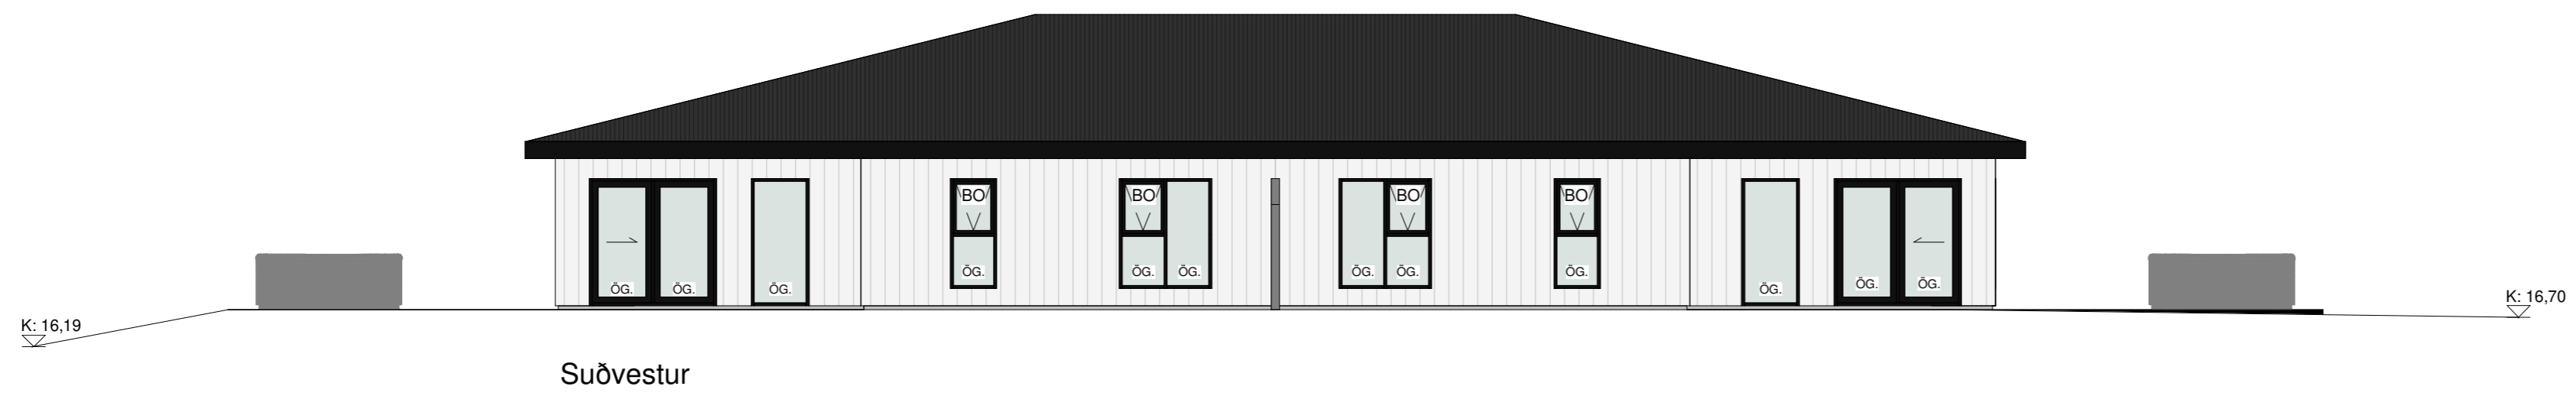 BO BO BO BO
ÖG. ÖG. ÖG. ÖG. ÖG. ÖG. ÖG. ÖG. ÖG. ÖG. ÖG. ÖG.
K: 16,19
K: 16,70
Suðvestur